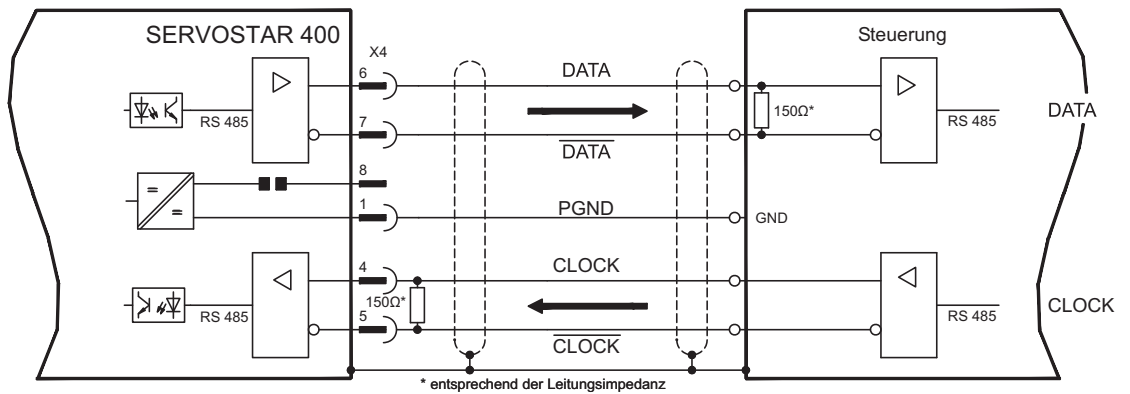 SERVOSTAR 400
X4
Steuerung
6
DATA
150Ω*
RS 485
RS 485
DATA
7
DATA
8
=
=
1
PGND
GND
4
CLOCK
150Ω*
RS 485
RS 485
CLOCK
5
CLOCK
* entsprechend der Leitungsimpedanz